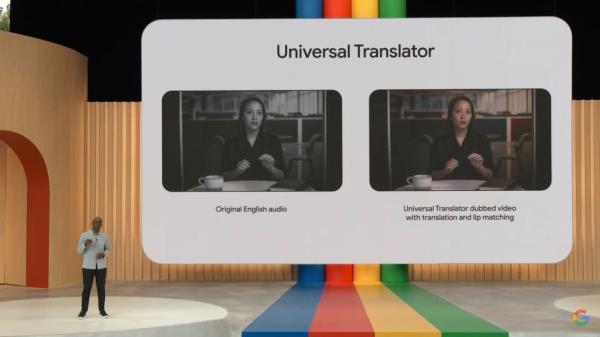 Universal Translator
Original English audio
Universal Translator dubbed video
with translation and lip matching